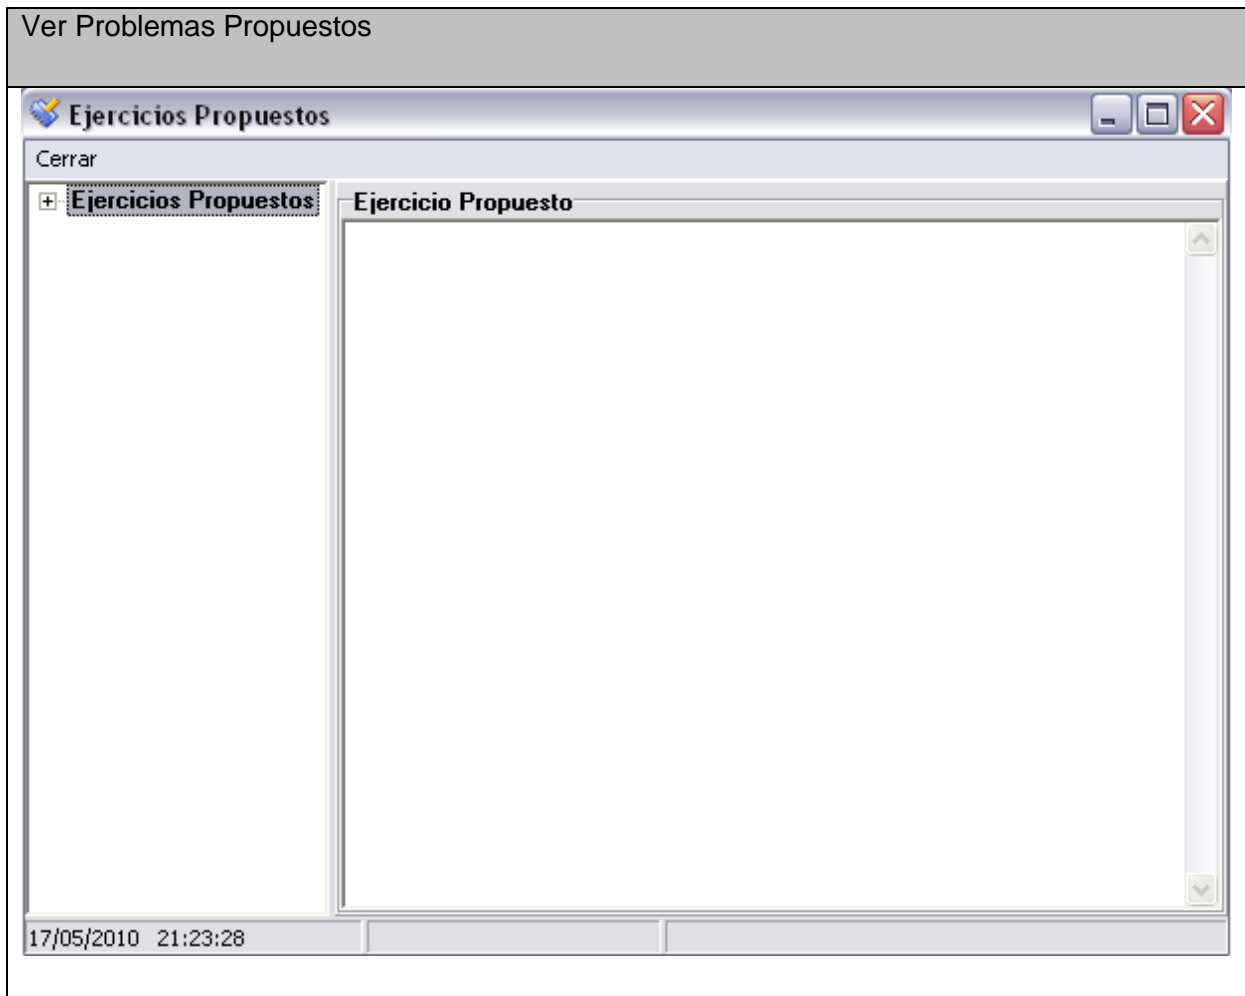 Ver Problemas Propuestos
Ejercicios Propuestos
Cerrar
Ejercicios Propuestos
Ejercicio Propuesto
17/05/2010 21:23:28